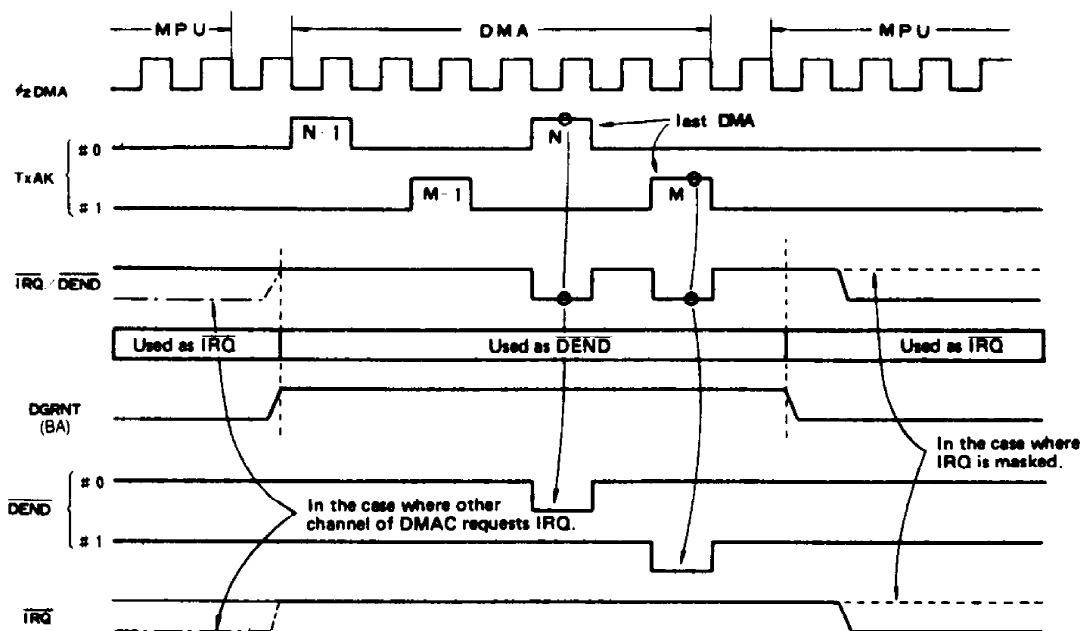 MPU DMA MPU
f₂ DMA
last DMA
# 0 N-1 N
TxAK
# 1 M-1 M
IRQ / DEND
Used as IRQ Used as DEND Used as IRQ
DGRNT
(BA)
In the case where
IRQ is masked.
# 0
DEND
In the case where other
channel of DMAC requests IRQ.
# 1
IRQ